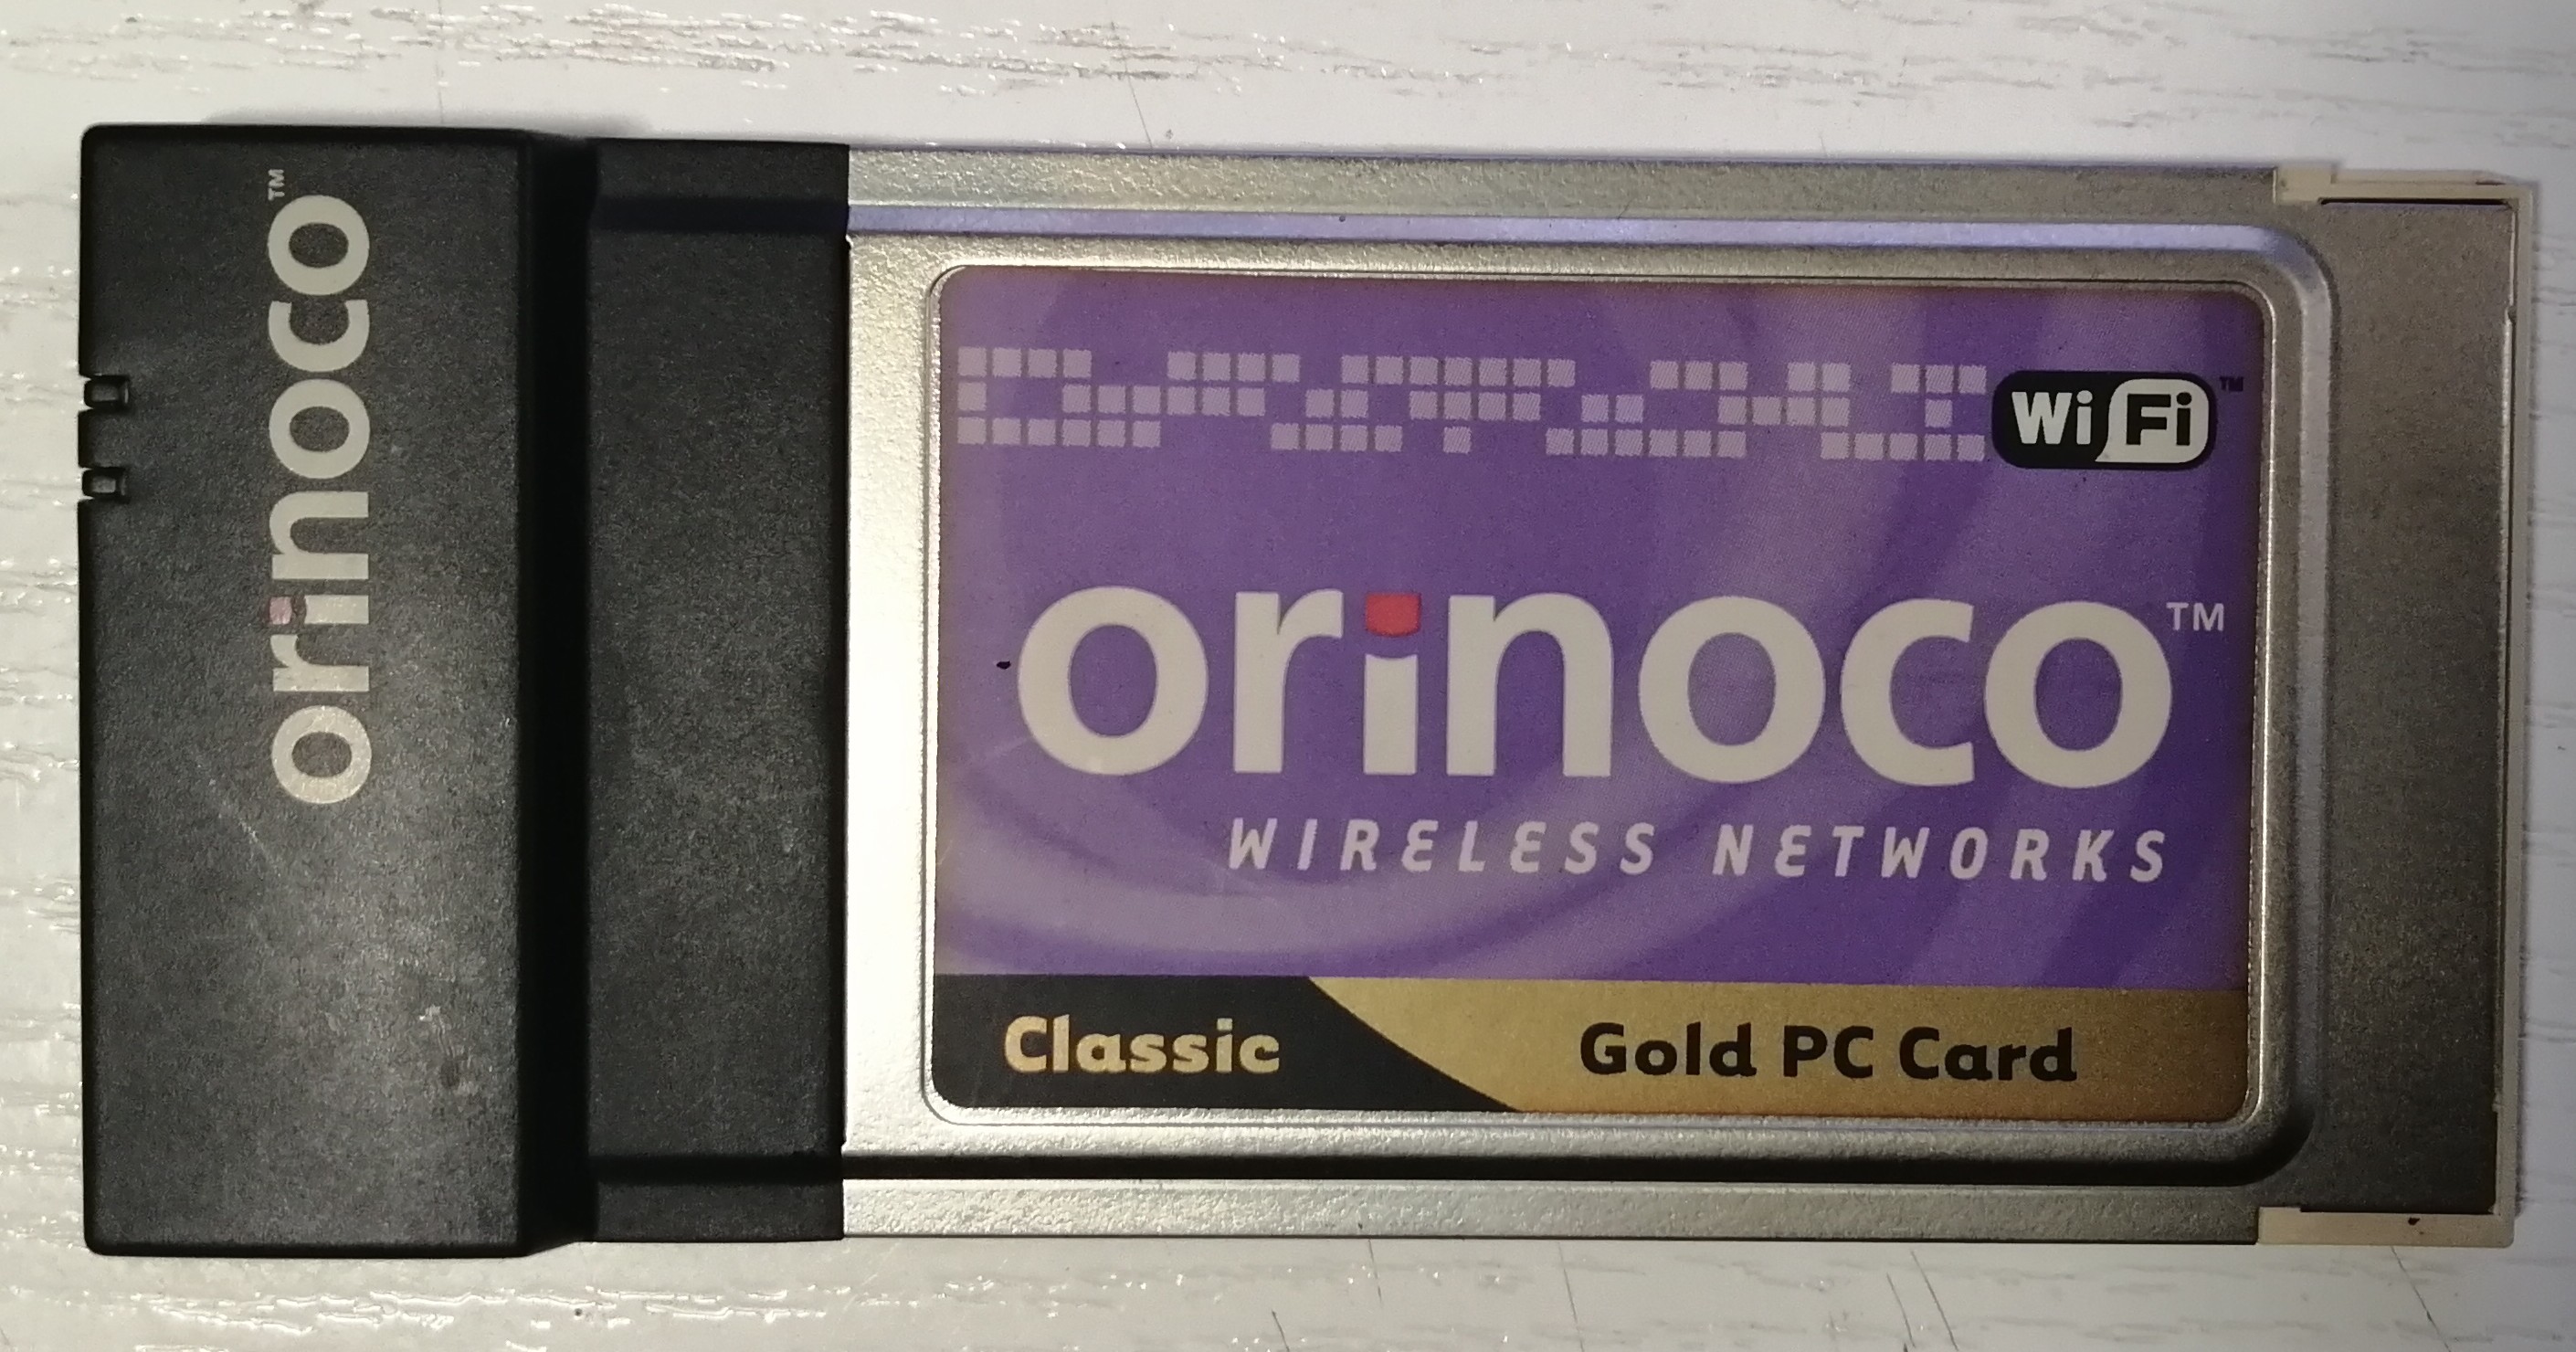 orinoco™
Wi Fi™
orinoco™
WIRELESS NETWORKS
Classic
Gold PC Card